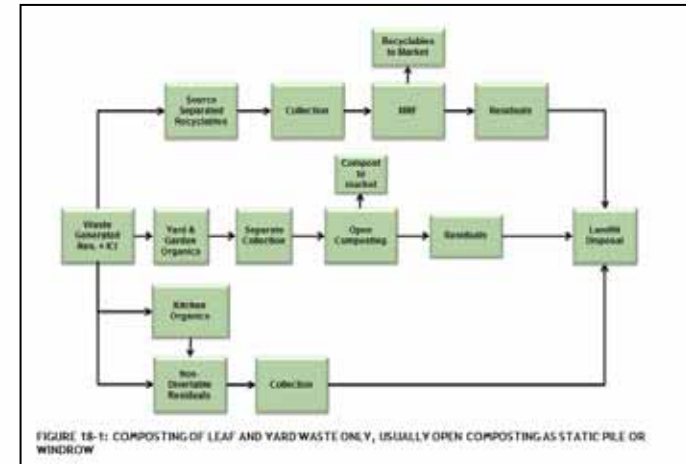 Recyclables
to Market
Source
Separated
Recyclables
Collection
MRF
Residuals
Compost
to
market
Waste
Generated
Res. + ICI
Yard &
Garden
Organics
Separate
Collection
Open
Composting
Residuals
Landfill
Disposal
Kitchen
Organics
Non-
Divertable
Residuals
Collection
FIGURE 18-1: COMPOSTING OF LEAF AND YARD WASTE ONLY, USUALLY OPEN COMPOSTING AS STATIC PILE OR
WINDROW